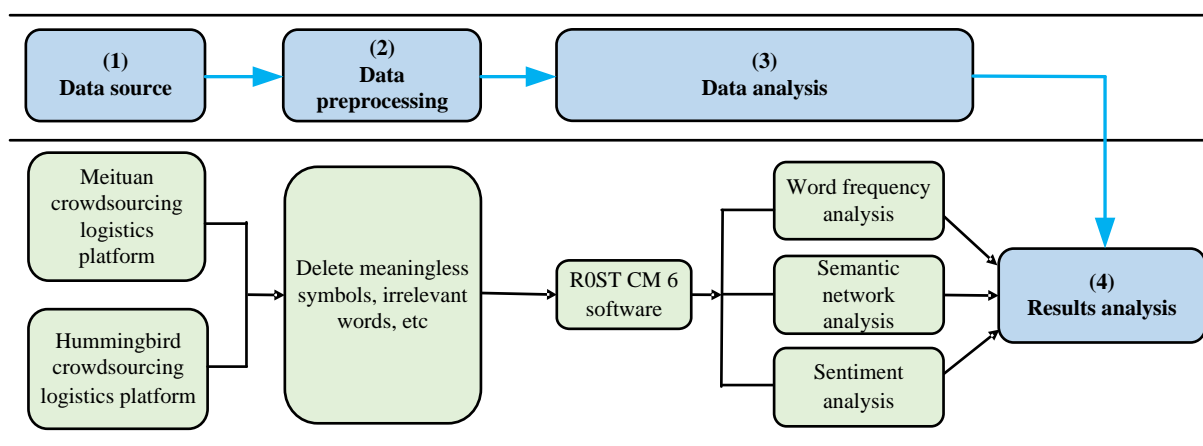 (1)
Data source
(2)
Data
preprocessing
(3)
Data analysis
Meituan
crowdsourcing
logistics
platform
Hummingbird
crowdsourcing
logistics platform
Delete meaningless
symbols, irrelevant
words, etc
R0ST CM 6
software
Word frequency
analysis
Semantic
network
analysis
Sentiment
analysis
(4)
Results analysis